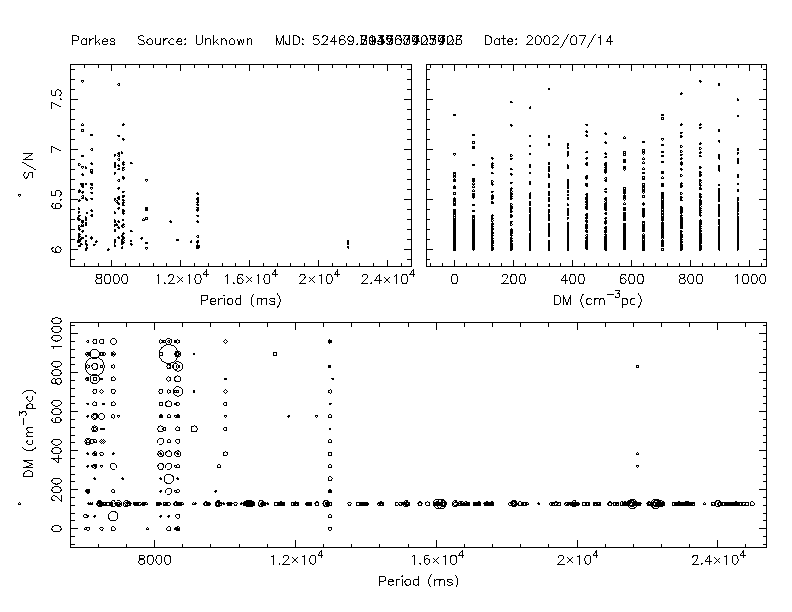 Parkes Source: Unknown MJD: Date: 2002/07/14
S/N
7.5
7
6.5
6
8000 1.2×10⁴ 1.6×10⁴ 2×10⁴ 2.4×10⁴
Period (ms)
0 200 400 600 800 1000
DM (cm⁻³pc)
DM (cm⁻³pc)
1000
800
600
400
200
0
8000 1.2×10⁴ 1.6×10⁴ 2×10⁴ 2.4×10⁴
Period (ms)